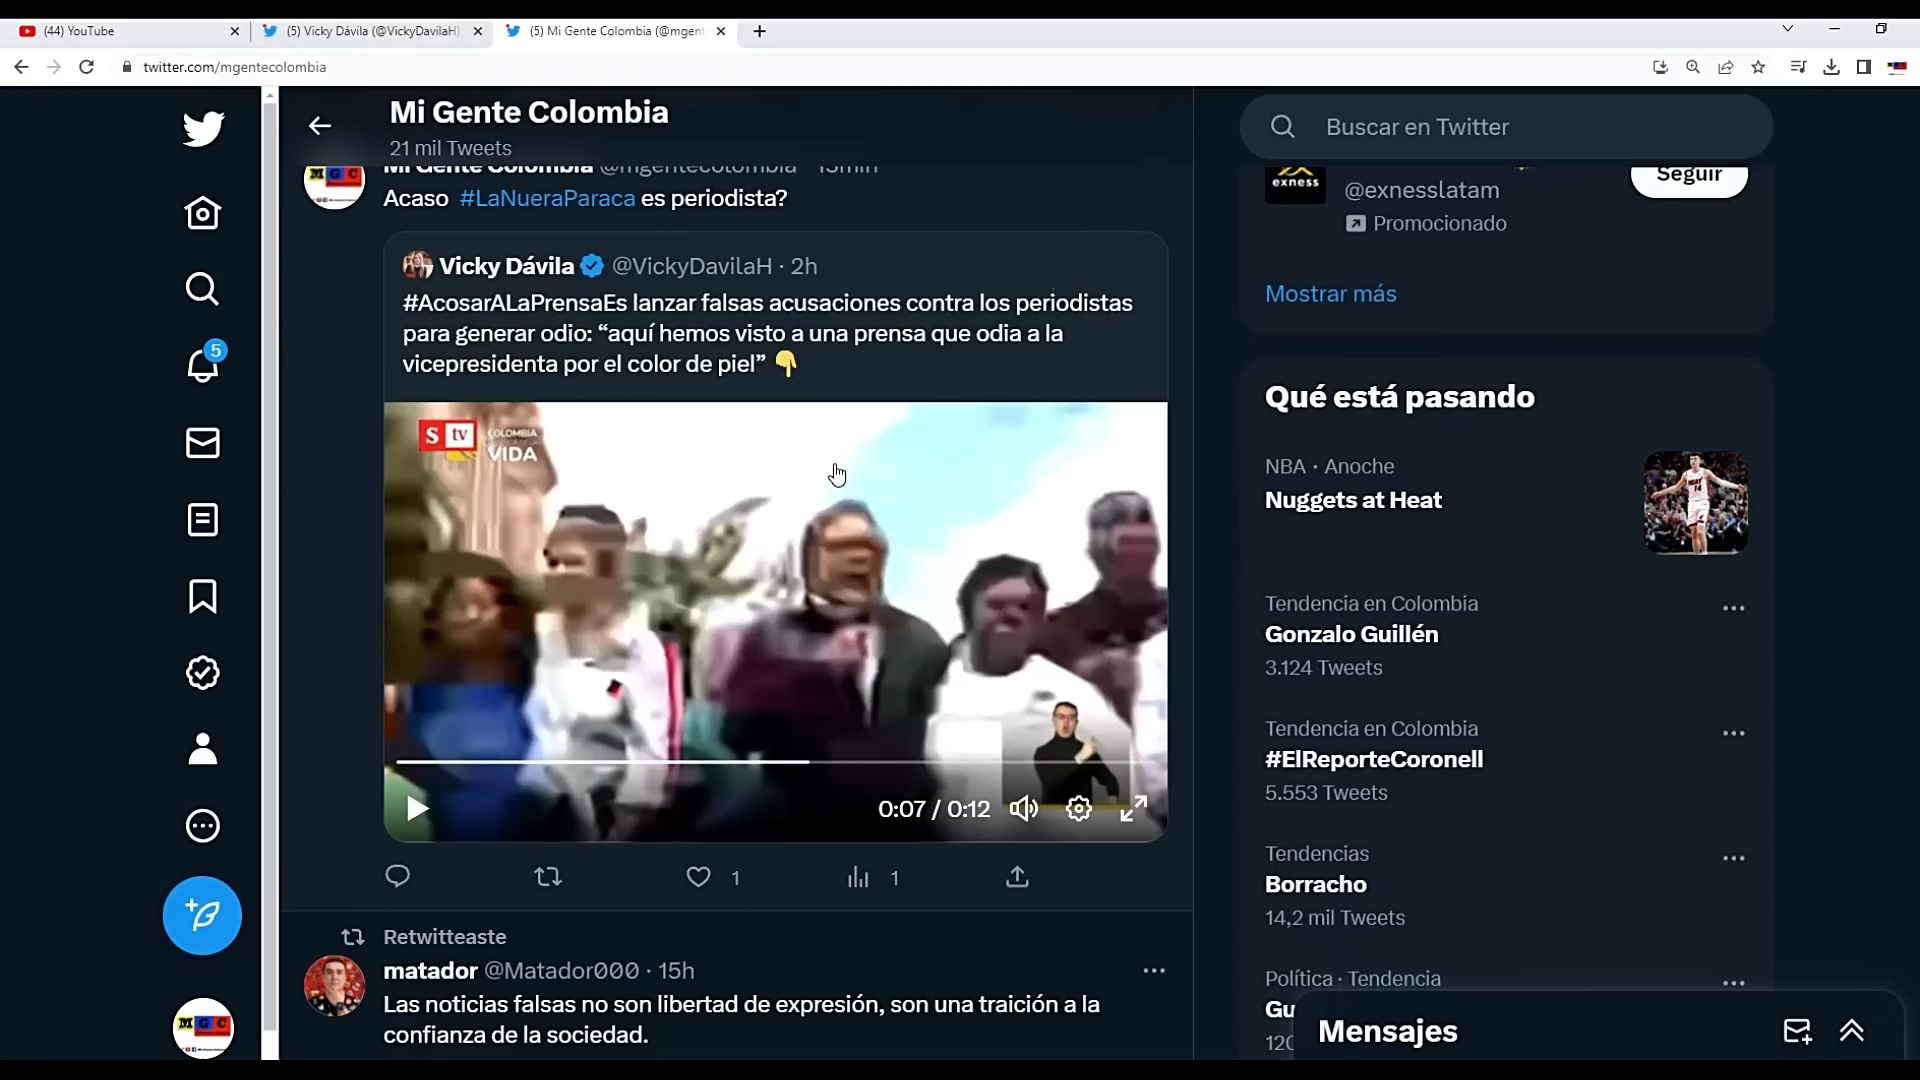 (44) YouTube
(5) Vicky Dávila (@VickyDavilaH)
(5) Mi Gente Colombia (@mgent
twitter.com/mgentecolombia
Mi Gente Colombia
21 mil Tweets
Mi Gente Colombia @mgentecolombia · 13min
MGC
Acaso #LaNueraParaca es periodista?
Vicky Dávila @VickyDavilaH · 2h
#AcosarALaPrensaEs lanzar falsas acusaciones contra los periodistas
para generar odio: “aquí hemos visto a una prensa que odia a la
vicepresidenta por el color de piel”
S tv
COLOMBIA
VIDA
0:07 / 0:12
1
1
Retwitteaste
matador @Matador000 · 15h
Las noticias falsas no son libertad de expresión, son una traición a la
confianza de la sociedad.
5
MGC
Buscar en Twitter
exness
@exnesslatam
Promocionado
Seguir
Mostrar más
Qué está pasando
NBA · Anoche
Nuggets at Heat
Tendencia en Colombia
Gonzalo Guillén
3.124 Tweets
Tendencia en Colombia
#ElReporteCoronell
5.553 Tweets
Tendencias
Borracho
14,2 mil Tweets
Política · Tendencia
Gu
120
Mensajes